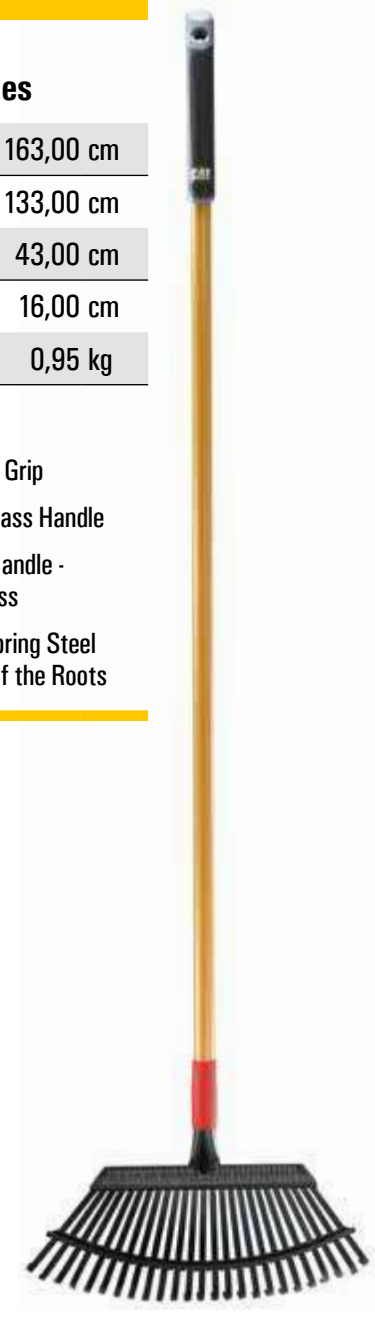 es
163,00 cm
133,00 cm
43,00 cm
16,00 cm
0,95 kg
Grip
ass Handle
andle -
ss
pring Steel
f the Roots
CAT